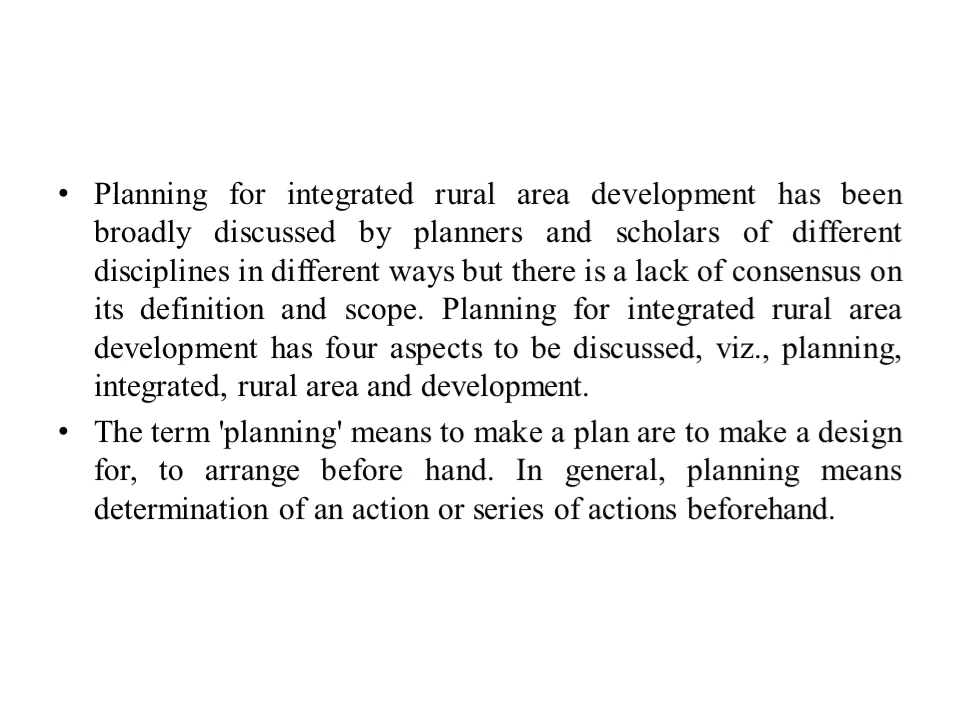 • Planning for integrated rural area development has been
broadly discussed by planners and scholars of different
disciplines in different ways but there is a lack of consensus on
its definition and scope. Planning for integrated rural area
development has four aspects to be discussed, viz., planning,
integrated, rural area and development.
• The term 'planning' means to make a plan are to make a design
for, to arrange before hand. In general, planning means
determination of an action or series of actions beforehand.